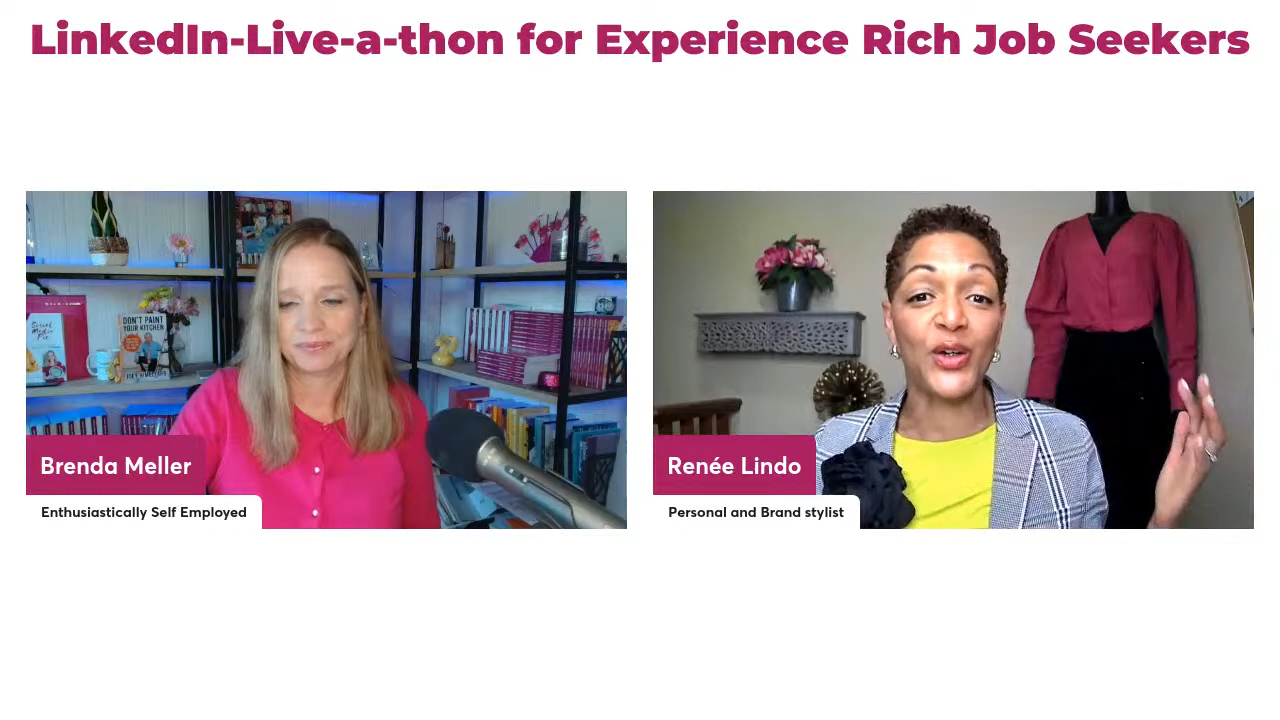 LinkedIn-Live-a-thon for Experience Rich Job Seekers
Social
Media
Pie
DON'T PAINT
YOUR KITCHEN
Brenda Meller
Enthusiastically Self Employed
Renée Lindo
Personal and Brand stylist